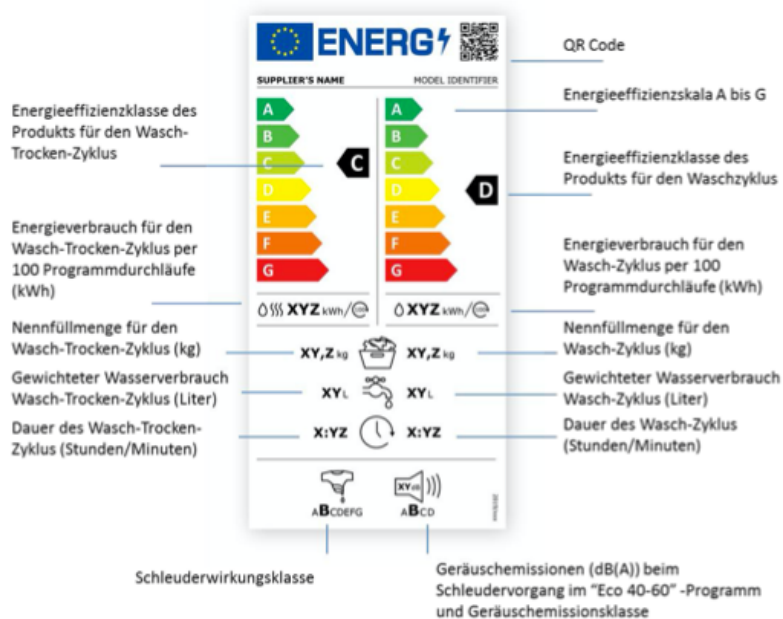 ENERG
SUPPLIER'S NAME MODEL IDENTIFIER
A A
B B
C C C
D D D
E E
F F
G G
XYZ kWh/100 XYZ kWh/100
XY,Z kg XY,Z kg
XY L XY L
X:YZ X:YZ
XY dB
ABCDEFG ABCD
QR Code
Energieeffizienzskala A bis G
Energieeffizienzklasse des
Produkts für den Wasch-
Trocken-Zyklus
Energieeffizienzklasse des
Produkts für den Waschzyklus
Energieverbrauch für den
Wasch-Trocken-Zyklus per
100 Programmdurchläufe
(kWh)
Energieverbrauch für den
Wasch-Zyklus per 100
Programmdurchläufe (kWh)
Nennfüllmenge für den
Wasch-Trocken-Zyklus (kg)
Nennfüllmenge für den
Wasch-Zyklus (kg)
Gewichteter Wasserverbrauch
Wasch-Trocken-Zyklus (Liter)
Gewichteter Wasserverbrauch
Wasch-Zyklus (Liter)
Dauer des Wasch-Trocken-
Zyklus (Stunden/Minuten)
Dauer des Wasch-Zyklus
(Stunden/Minuten)
Schleuderwirkungsklasse
Geräuschemissionen (dB(A)) beim
Schleudervorgang im "Eco 40-60" -Programm
und Geräuschemissionsklasse